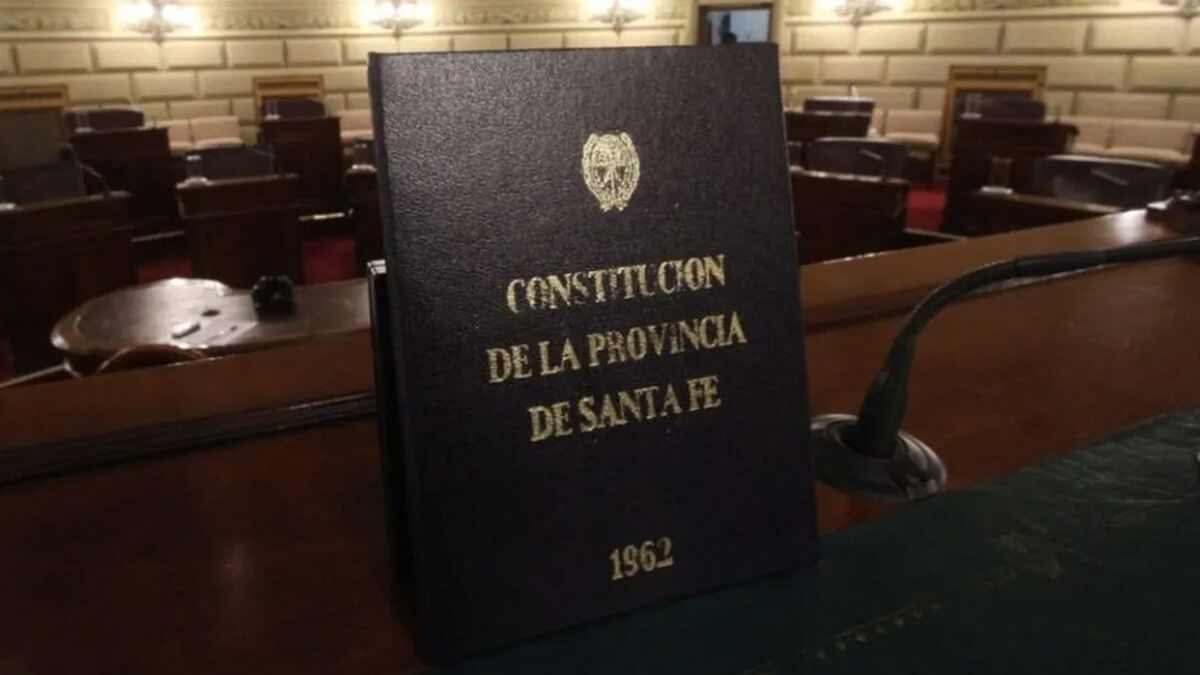 CONSTITUCION
DE LA PROVINCIA
DE SANTA FE
1962